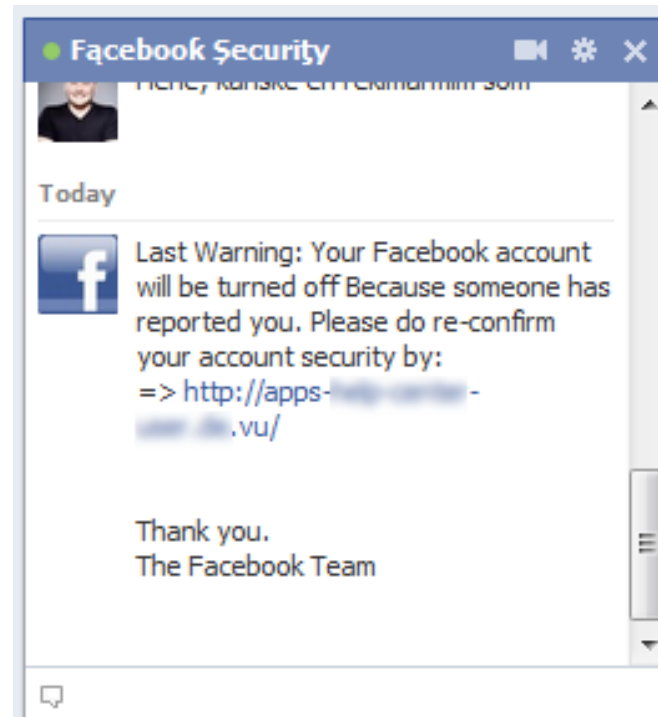 Fącebooƙ Şecuriţy
Today
Last Warning: Your Facebook account
will be turned off Because someone has
reported you. Please do re-confirm
your account security by:
=> http://apps- -
.vu/
Thank you.
The Facebook Team